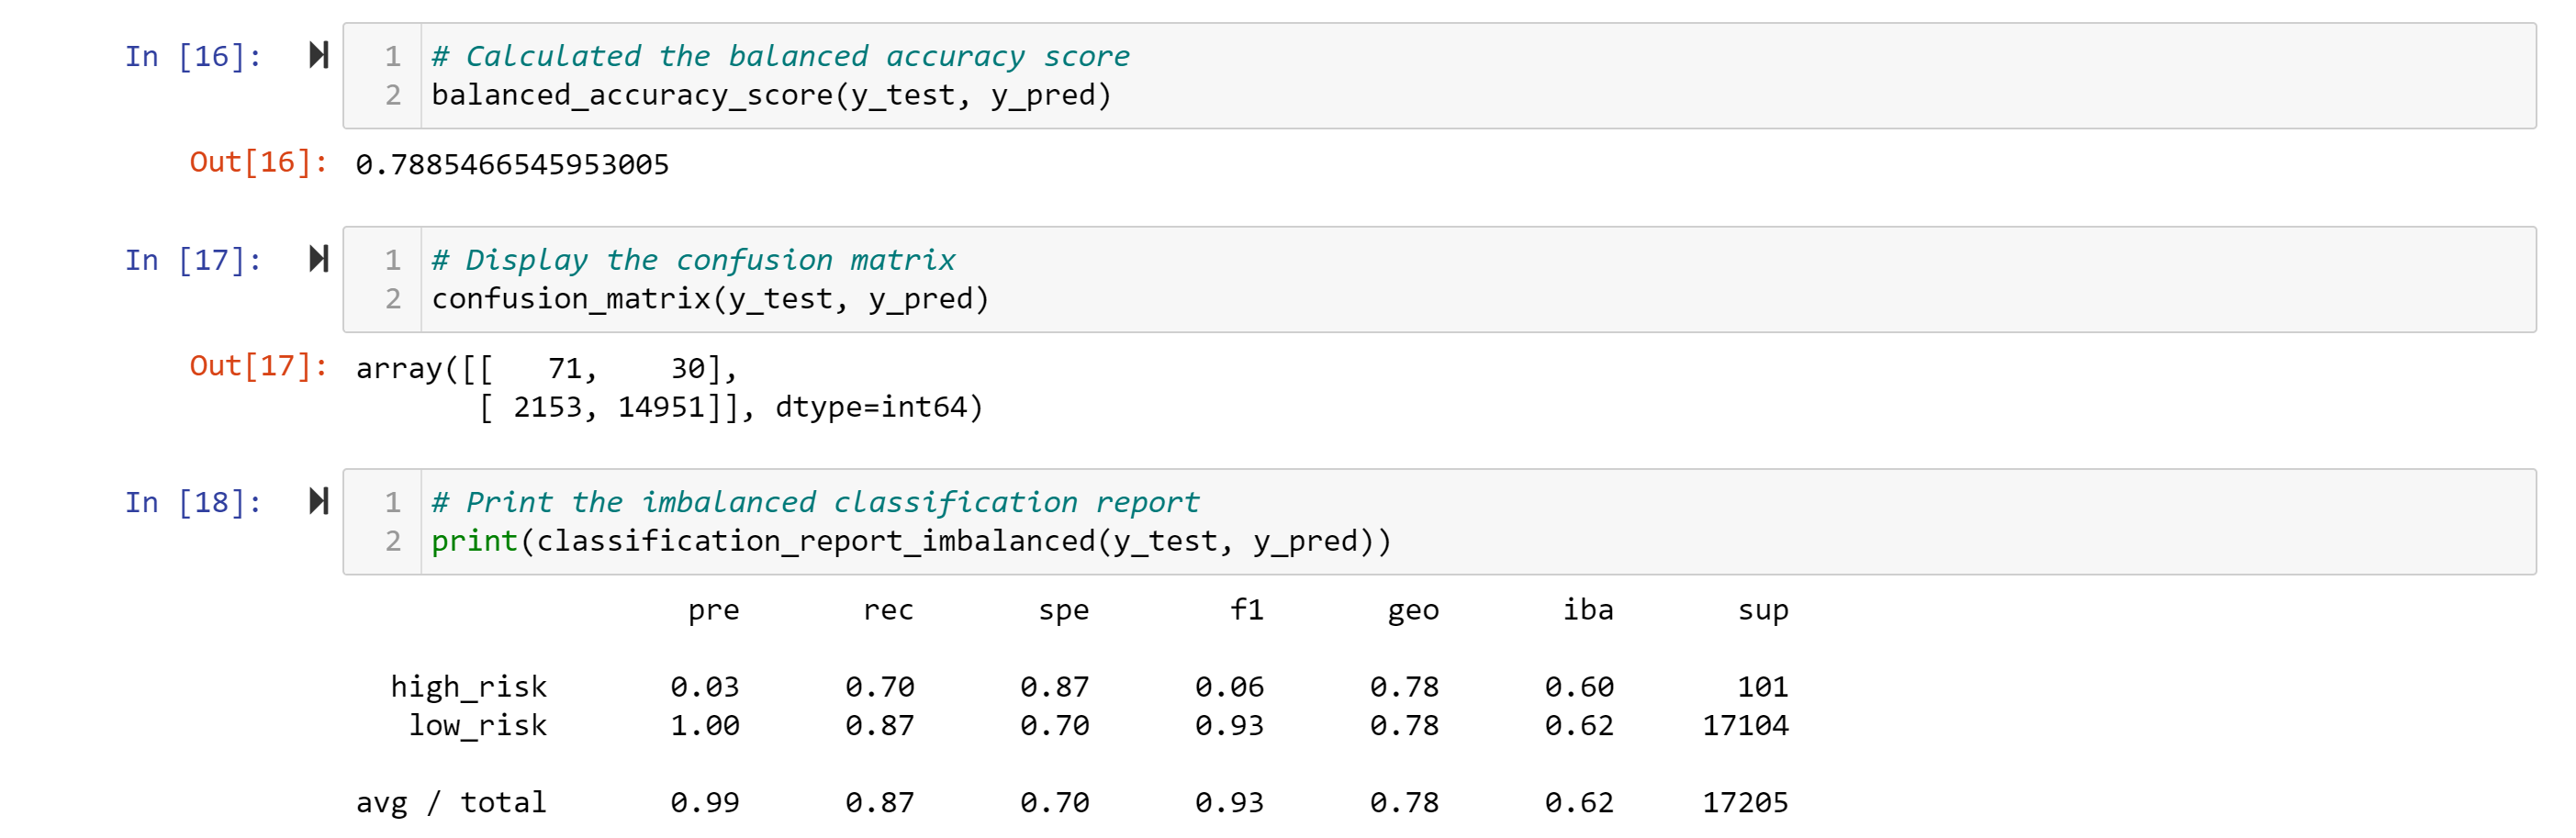 In [16]: 1 # Calculated the balanced accuracy score
2 balanced_accuracy_score(y_test, y_pred)
Out[16]: 0.7885466545953005
In [17]: 1 # Display the confusion matrix
2 confusion_matrix(y_test, y_pred)
Out[17]: array([[   71,    30],
       [ 2153, 14951]], dtype=int64)
In [18]: 1 # Print the imbalanced classification report
2 print(classification_report_imbalanced(y_test, y_pred))
pre rec spe f1 geo iba sup
high_risk 0.03 0.70 0.87 0.06 0.78 0.60 101
low_risk 1.00 0.87 0.70 0.93 0.78 0.62 17104
avg / total 0.99 0.87 0.70 0.93 0.78 0.62 17205